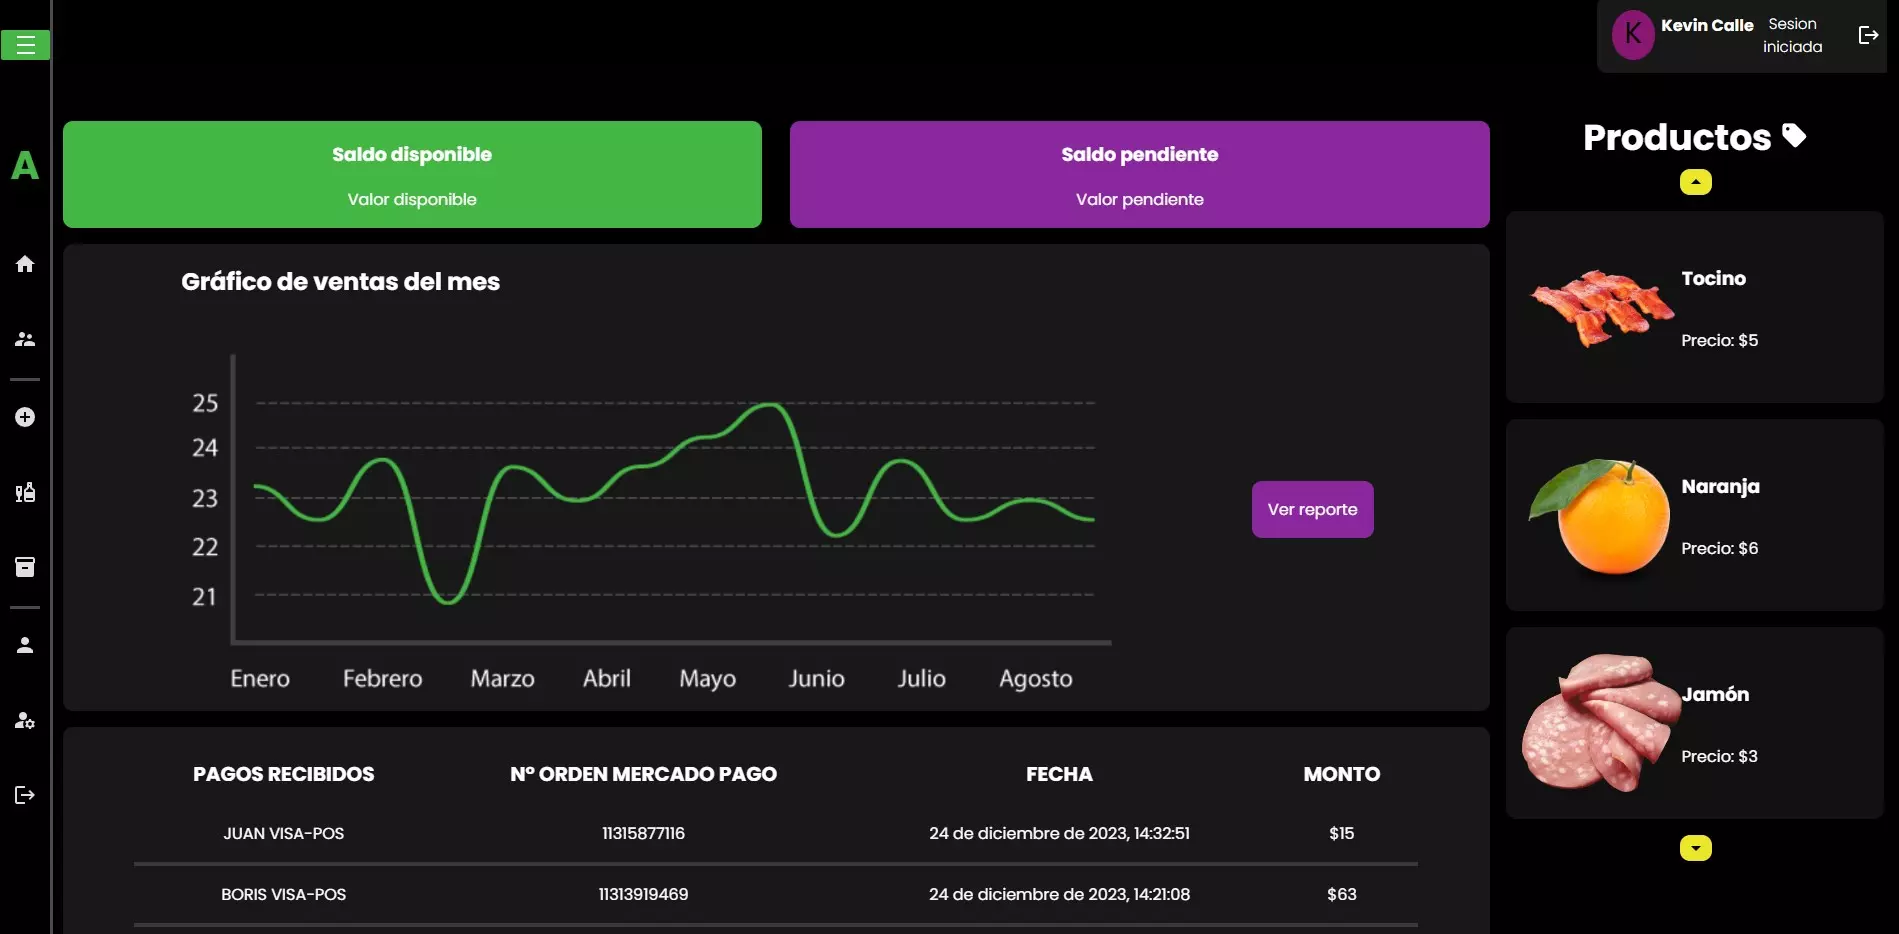 K
Kevin Calle
Sesion
iniciada
A
Saldo disponible
Valor disponible
Saldo pendiente
Valor pendiente
Gráfico de ventas del mes
25
24
23
22
21
Enero Febrero Marzo Abril Mayo Junio Julio Agosto
Ver reporte
PAGOS RECIBIDOS N° ORDEN MERCADO PAGO FECHA MONTO
JUAN VISA-POS 11315877116 24 de diciembre de 2023, 14:32:51 $15
BORIS VISA-POS 11313919469 24 de diciembre de 2023, 14:21:08 $63
Productos
Tocino
Precio: $5
Naranja
Precio: $6
Jamón
Precio: $3